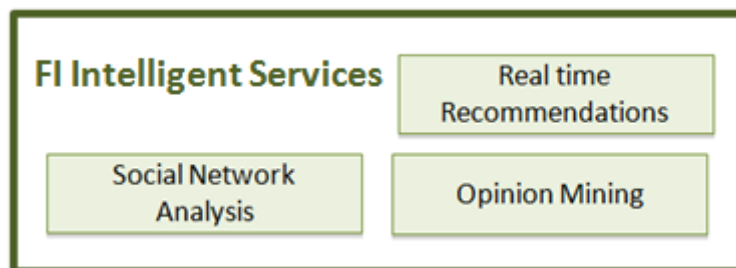 FI Intelligent Services
Real time
Recommendations
Social Network
Analysis
Opinion Mining